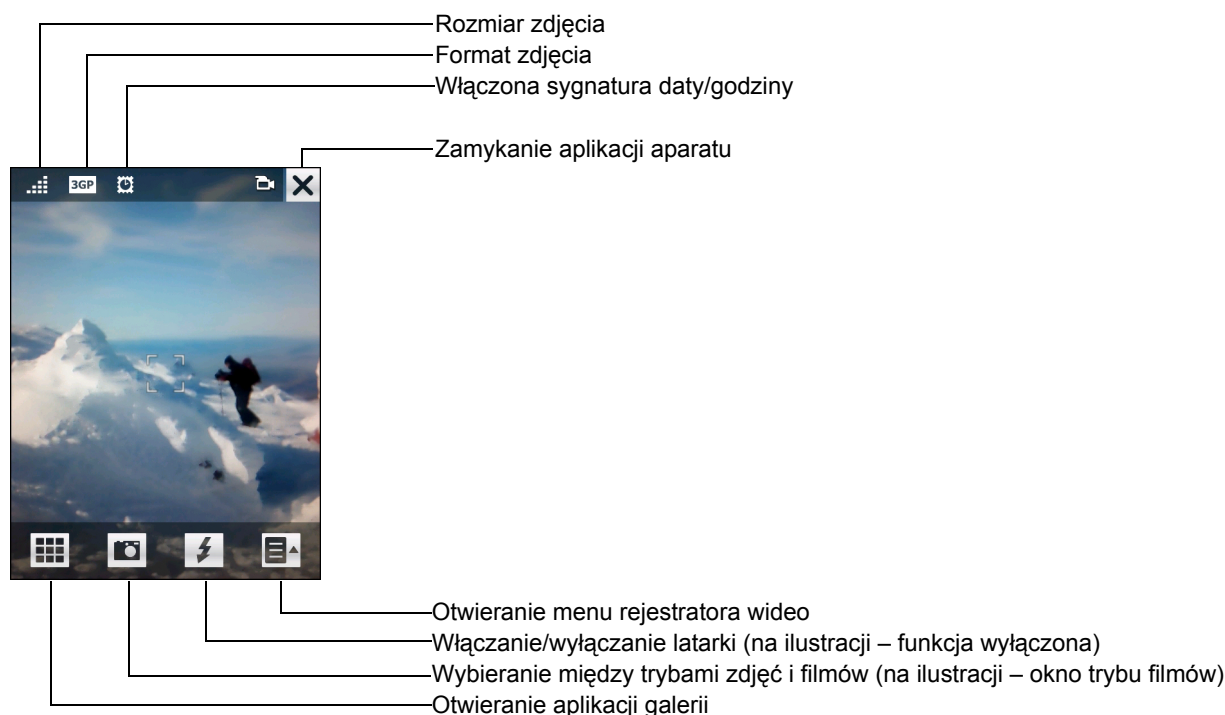 Rozmiar zdjęcia
Format zdjęcia
Włączona sygnatura daty/godziny
Zamykanie aplikacji aparatu
3GP
Otwieranie menu rejestratora wideo
Włączanie/wyłączanie latarki (na ilustracji – funkcja wyłączona)
Wybieranie między trybami zdjęć i filmów (na ilustracji – okno trybu filmów)
Otwieranie aplikacji galerii